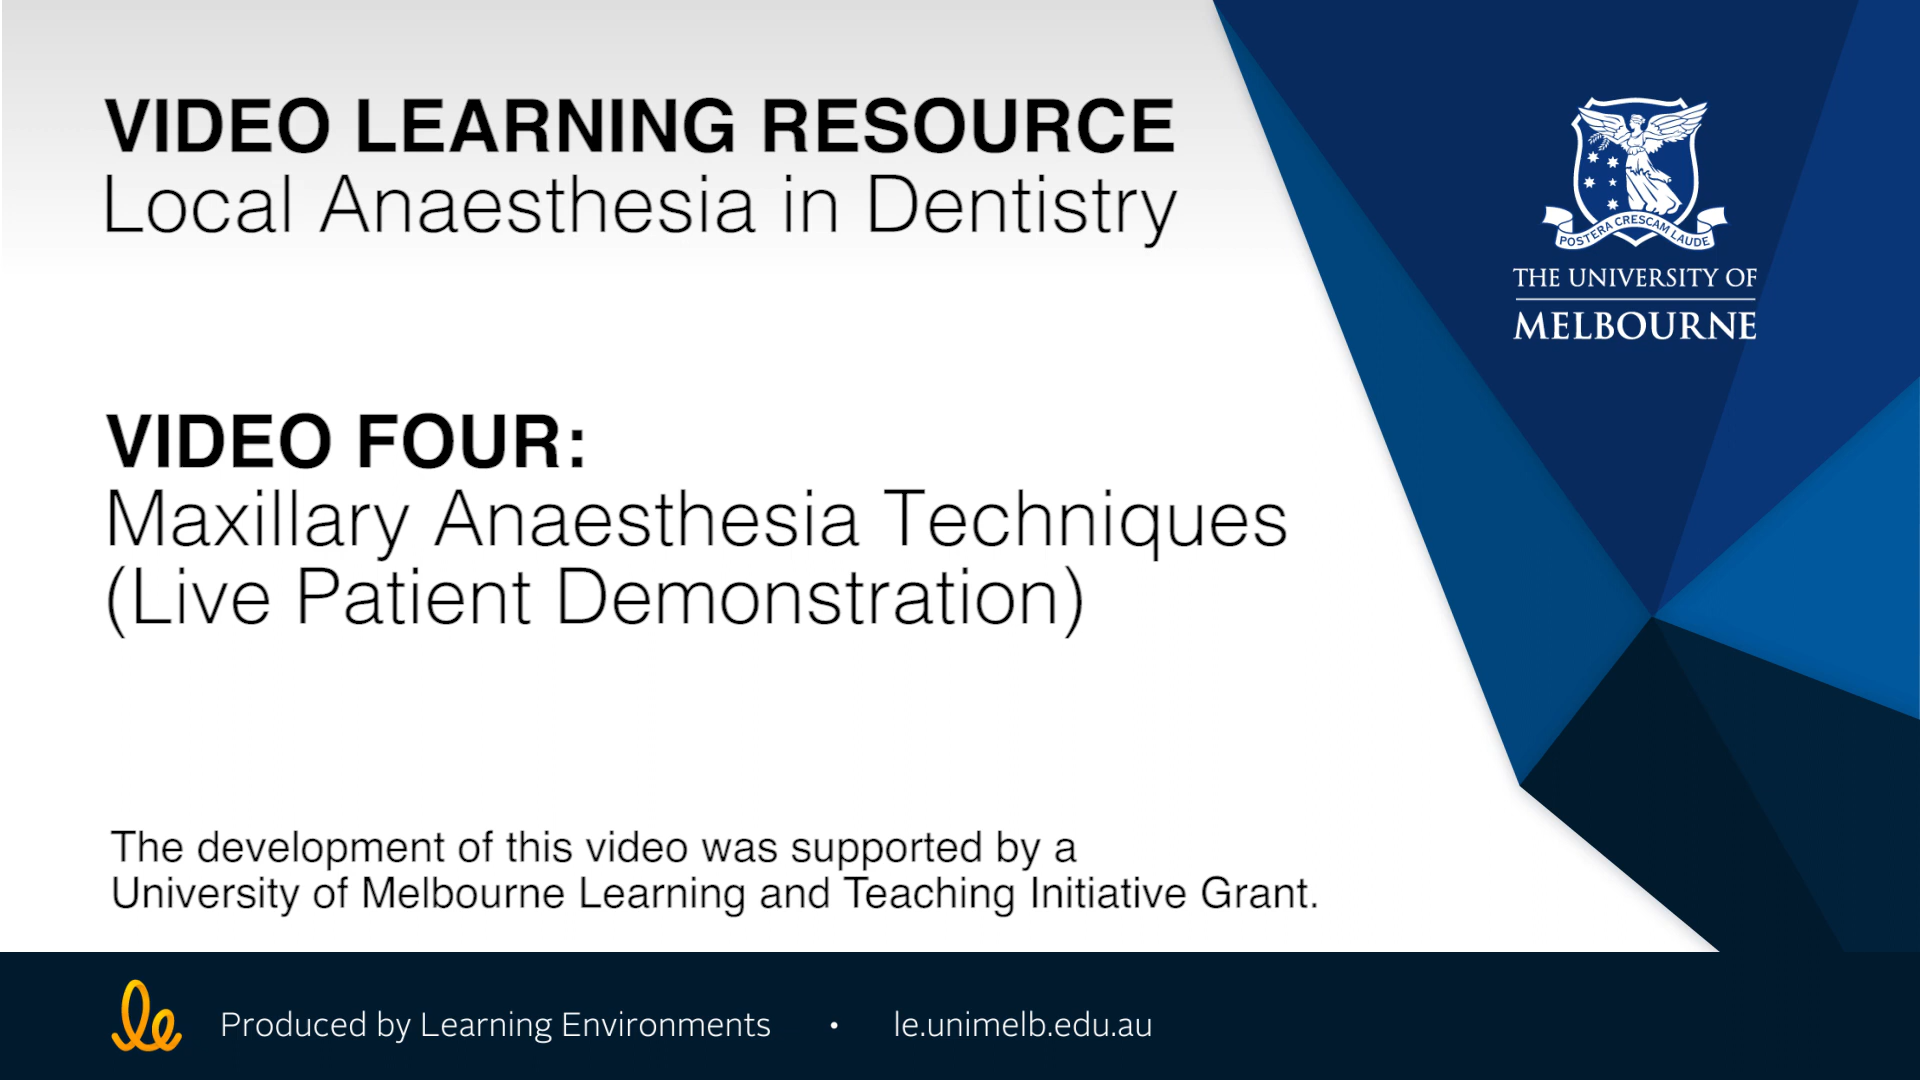 VIDEO LEARNING RESOURCE
Local Anaesthesia in Dentistry
POSTERA CRESCAM LAUDE
THE UNIVERSITY OF
MELBOURNE
VIDEO FOUR:
Maxillary Anaesthesia Techniques
(Live Patient Demonstration)
The development of this video was supported by a
University of Melbourne Learning and Teaching Initiative Grant.
le Produced by Learning Environments • le.unimelb.edu.au